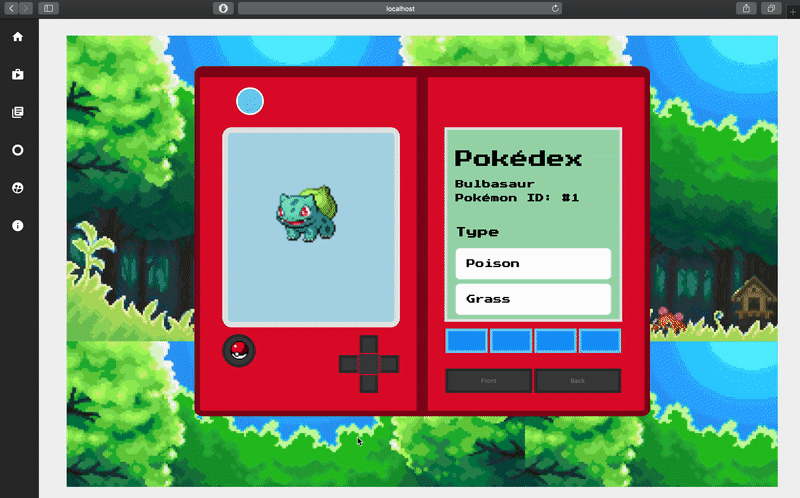 localhost
Pokédex
Bulbasaur
Pokémon ID: #1
Type
Poison
Grass
Front
Back